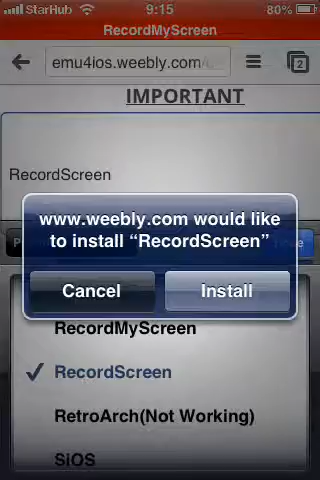 StarHub 9:15 80%
RecordMyScreen
emu4ios.weebly.com/
2
IMPORTANT
RecordScreen
www.weebly.com would like
to install “RecordScreen”
Cancel Install
RecordMyScreen
RecordScreen
RetroArch(Not Working)
SiOS